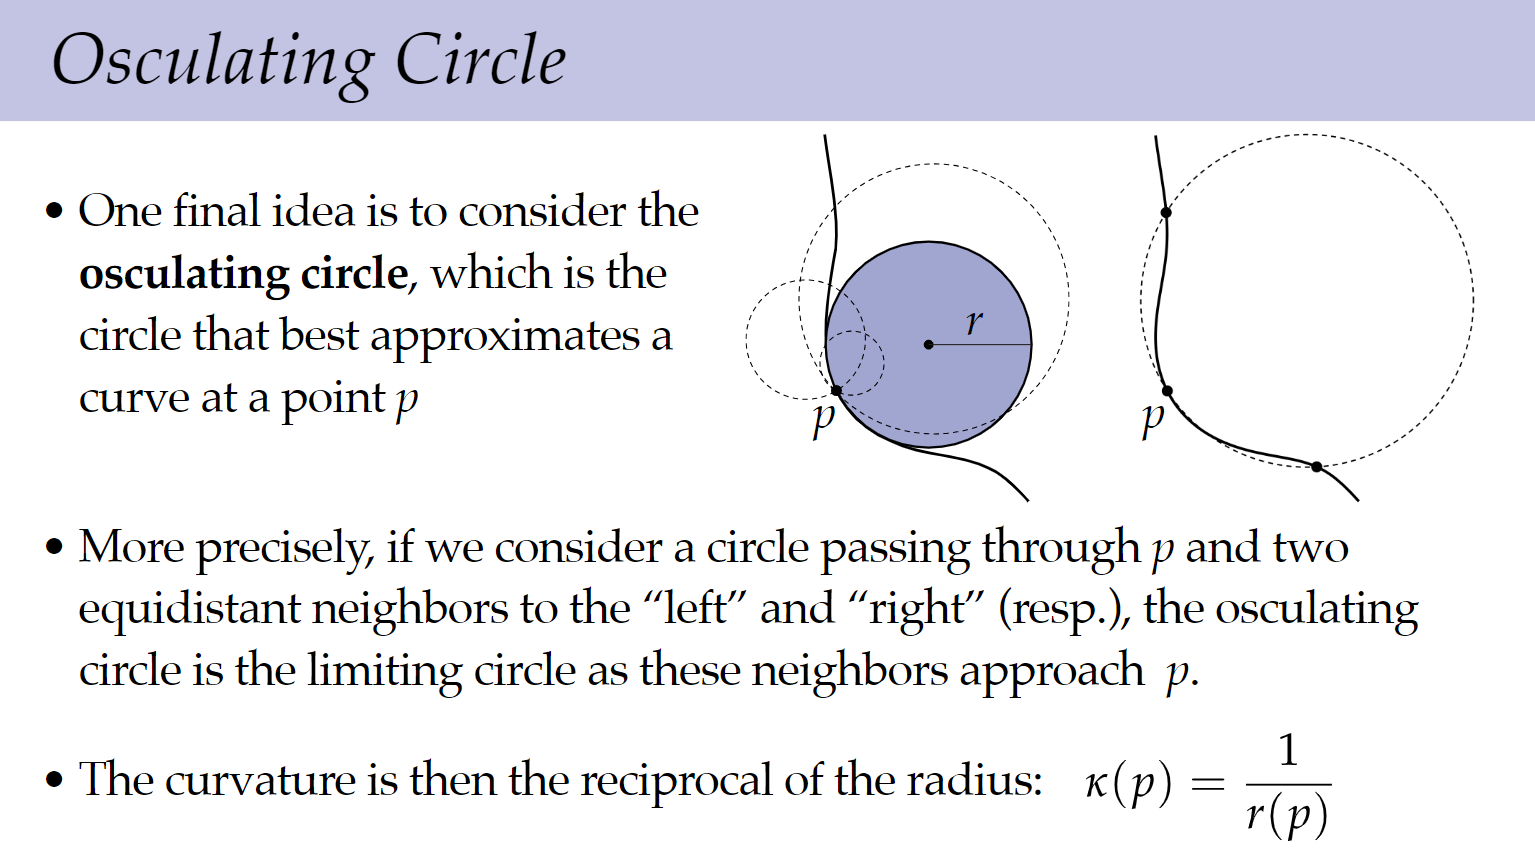 Osculating Circle
• One final idea is to consider the
osculating circle, which is the
circle that best approximates a
curve at a point p
r
p
p
• More precisely, if we consider a circle passing through p and two
equidistant neighbors to the “left” and “right” (resp.), the osculating
circle is the limiting circle as these neighbors approach p.
• The curvature is then the reciprocal of the radius: κ(p) = 1/r(p)